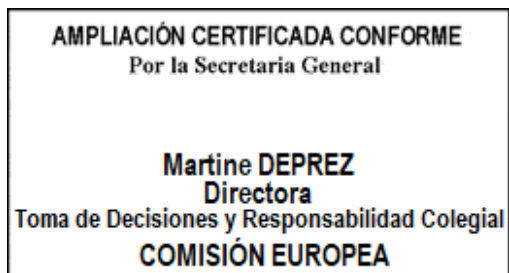 AMPLIACIÓN CERTIFICADA CONFORME
Por la Secretaria General
Martine DEPREZ
Directora
Toma de Decisiones y Responsabilidad Colegial
COMISIÓN EUROPEA